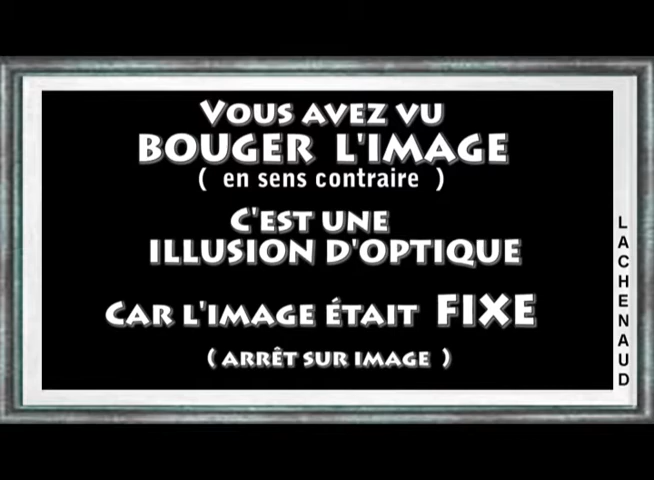 VOUS AVEZ VU
BOUGER L'IMAGE
( en sens contraire )
C'EST UNE
ILLUSION D'OPTIQUE
CAR L'IMAGE ÉTAIT FIXE
( ARRÊT SUR IMAGE )
LACHENAUD